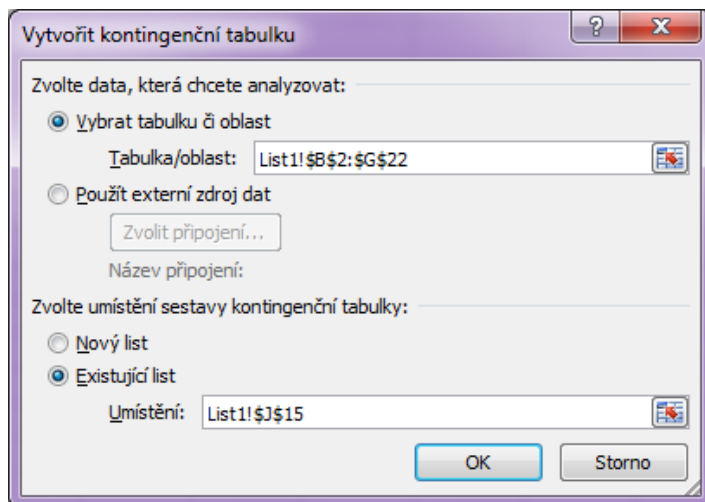 Vytvořit kontingenční tabulku
Zvolte data, která chcete analyzovat:
Vybrat tabulku či oblast
Tabulka/oblast: List1!$B$2:$G$22
Použít externí zdroj dat
Zvolit připojení...
Název připojení:
Zvolte umístění sestavy kontingenční tabulky:
Nový list
Existující list
Umístění: List1!$J$15
OK Storno